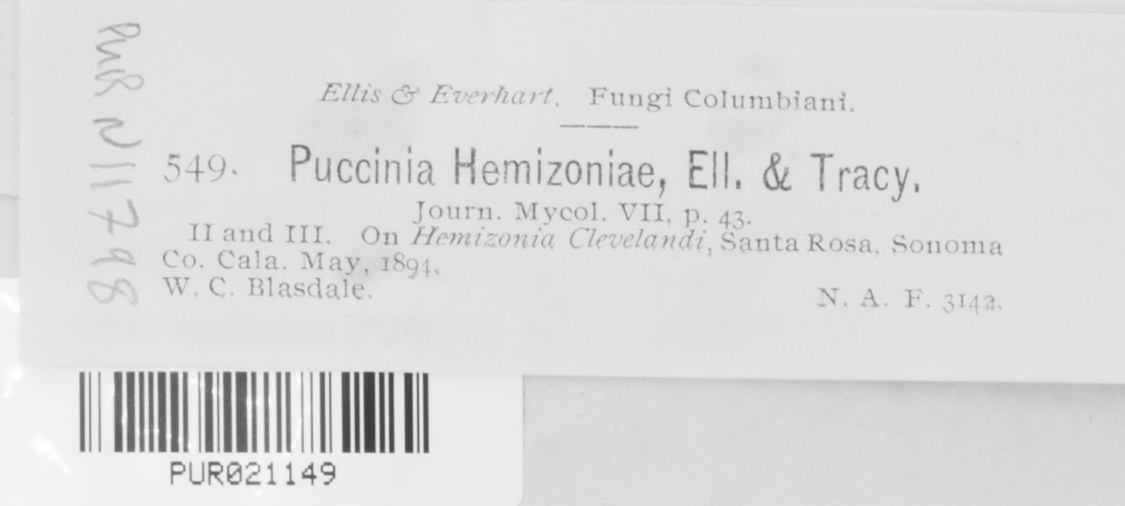 PUR N11798
Ellis & Everhart. Fungi Columbiani.
549. Puccinia Hemizoniae, Ell. & Tracy.
Journ. Mycol. VII, p. 43.
II and III. On Hemizonia Clevelandi, Santa Rosa, Sonoma
Co. Cala. May, 1894.
W. C. Blasdale.
N. A. F. 3142.
PUR021149